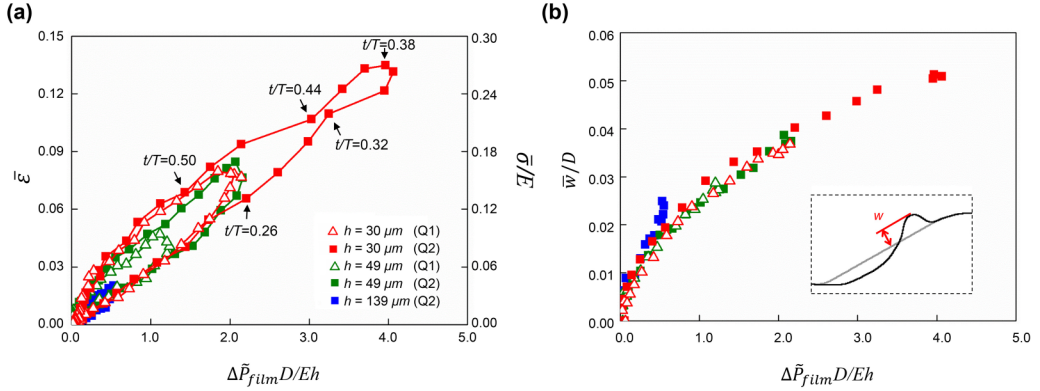 (a)
(b)
0.15
0.12
0.09
0.06
0.03
0.00
ε̄
t/T=0.38
t/T=0.44
t/T=0.32
t/T=0.50
t/T=0.26
h = 30 μm (Q1)
h = 30 μm (Q2)
h = 49 μm (Q1)
h = 49 μm (Q2)
h = 139 μm (Q2)
0.30
0.24
0.18
0.12
0.06
0.00
σ̄/E
0.0 1.0 2.0 3.0 4.0 5.0
ΔP̃film D/Eh
0.06
0.05
0.04
0.03
0.02
0.01
0.00
w̄/D
w
0.0 1.0 2.0 3.0 4.0 5.0
ΔP̃film D/Eh